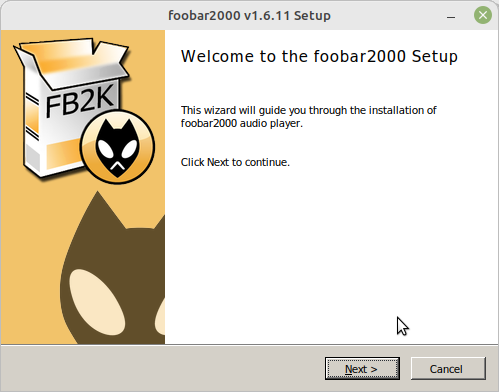 foobar2000 v1.6.11 Setup
FB2K
Welcome to the foobar2000 Setup
This wizard will guide you through the installation of
foobar2000 audio player.
Click Next to continue.
Next >
Cancel